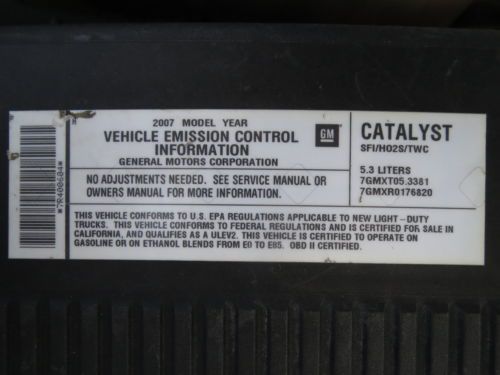 2007 MODEL YEAR
VEHICLE EMISSION CONTROL
INFORMATION
GENERAL MOTORS CORPORATION
GM
CATALYST
SFI/HO2S/TWC
NO ADJUSTMENTS NEEDED. SEE SERVICE MANUAL OR
OWNERS MANUAL FOR MORE INFORMATION.
5.3 LITERS
7GMXT05.3381
7GMXR0176820
THIS VEHICLE CONFORMS TO U.S. EPA REGULATIONS APPLICABLE TO NEW LIGHT-DUTY
TRUCKS. THIS VEHICLE CONFORMS TO FEDERAL REGULATIONS AND IS CERTIFIED FOR SALE IN
CALIFORNIA, AND QUALIFIES AS A ULEV2. THIS VEHICLE IS CERTIFIED TO OPERATE ON
GASOLINE OR ON ETHANOL BLENDS FROM E0 TO E85. OBD II CERTIFIED.
*7R400604*